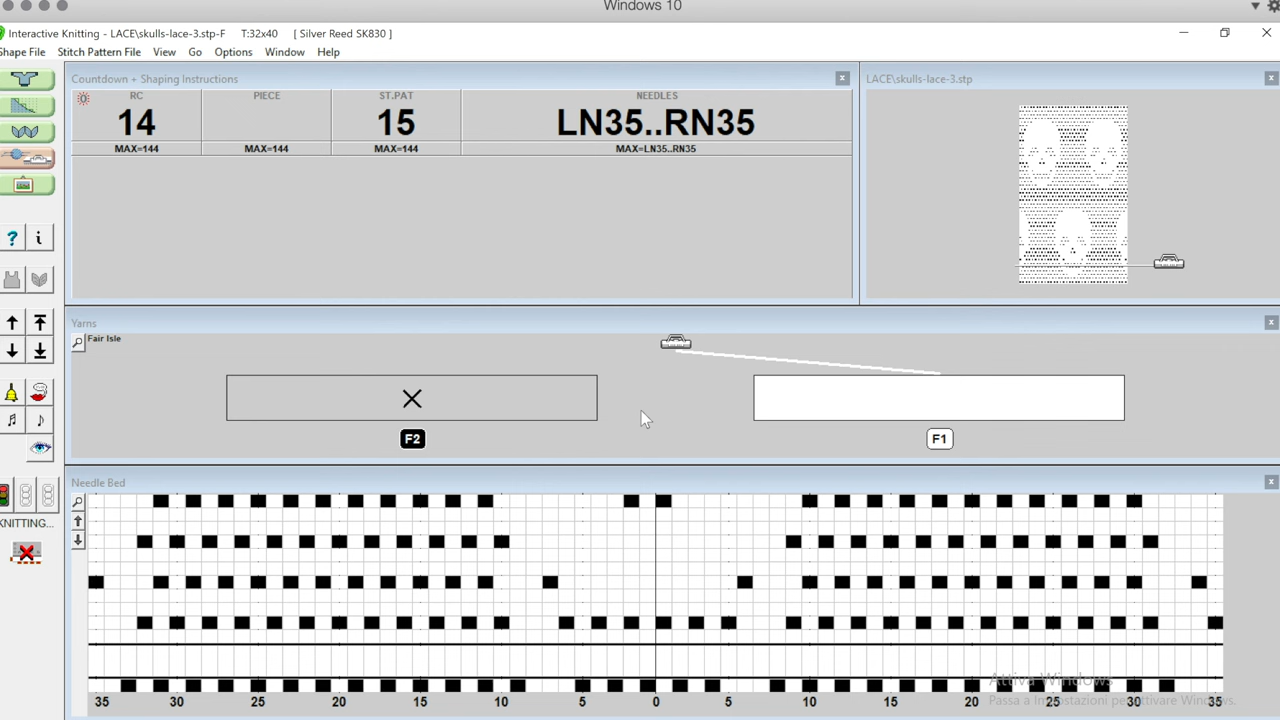 Windows 10
Interactive Knitting - LACE\skulls-lace-3.stp-F T:32x40 [ Silver Reed SK830 ]
Shape File Stitch Pattern File View Go Options Window Help
Countdown + Shaping Instructions
LACE\skulls-lace-3.stp
RC PIECE ST.PAT NEEDLES
14 15 LN35..RN35
MAX=144 MAX=144 MAX=144 MAX=LN35..RN35
Yarns
Fair Isle
F2 F1
Needle Bed
KNITTING...
35 30 25 20 15 10 5 0 5 10 15 20 25 30 35
Attiva Windows
Passa a Impostazioni per attivare Windows.